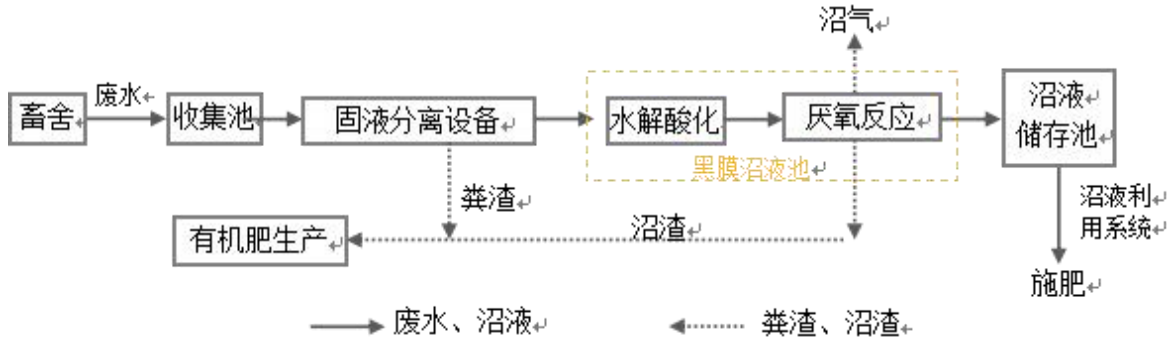 沼气
畜舍
废水
收集池
固液分离设备
水解酸化
厌氧反应
沼液
储存池
黑膜沼液池
粪渣
沼渣
有机肥生产
沼液利
用系统
施肥
废水、沼液
粪渣、沼渣